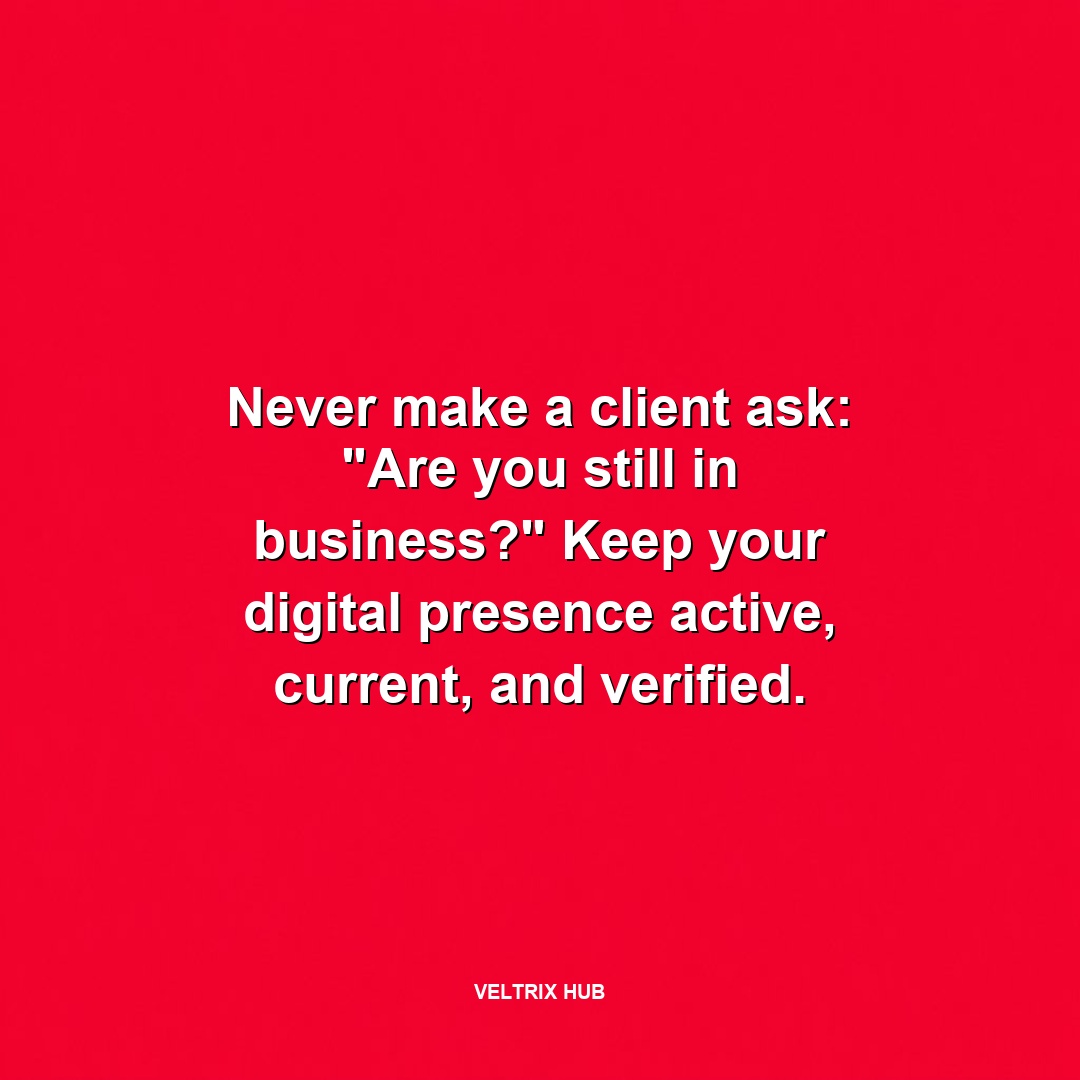 Never make a client ask:
"Are you still in
business?" Keep your
digital presence active,
current, and verified.
VELTRIX HUB